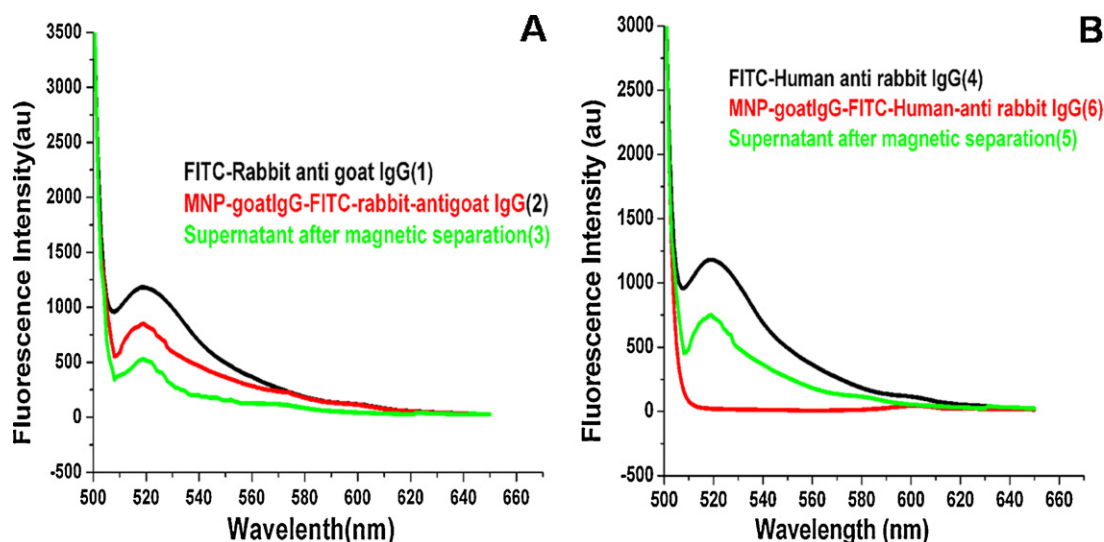 A
Fluorescence Intensity(au)
3500
3000
2500
2000
1500
1000
500
0
-500
FITC-Rabbit anti goat IgG(1)
MNP-goatIgG-FITC-rabbit-antigoat IgG(2)
Supernatant after magnetic separation(3)
500 520 540 560 580 600 620 640 660
Wavelenth(nm)
B
Fluorescence Intensity (au)
3000
2500
2000
1500
1000
500
0
-500
FITC-Human anti rabbit IgG(4)
MNP-goatIgG-FITC-Human-anti rabbit IgG(6)
Supernatant after magnetic separation(5)
500 520 540 560 580 600 620 640 660
Wavelength (nm)